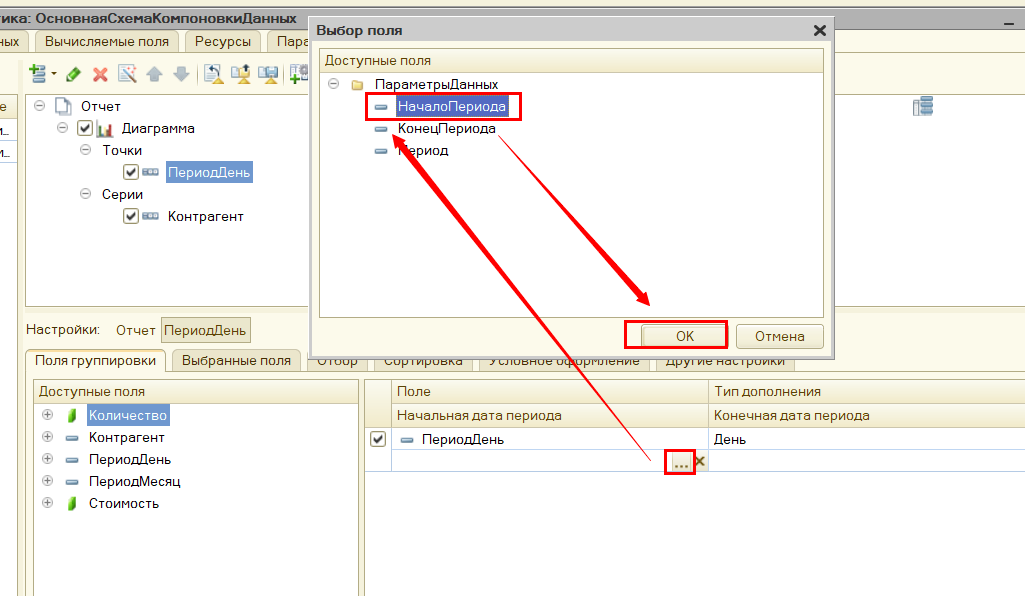 тика: ОсновнаяСхемаКомпоновкиДанных
ных Вычисляемые поля Ресурсы Пара
Выбор поля
Доступные поля
ПараметрыДанных
НачалоПериода
КонецПериода
Период
OK Отмена
е
и...
и...
Отчет
Диаграмма
Точки
ПериодДень
Серии
Контрагент
Настройки: Отчет ПериодДень
Поля группировки Выбранные поля Отбор Сортировка Условное оформление Другие настройки
Доступные поля
Количество
Контрагент
ПериодДень
ПериодМесяц
Стоимость
Поле Тип дополнения
Начальная дата периода Конечная дата периода
ПериодДень День
...